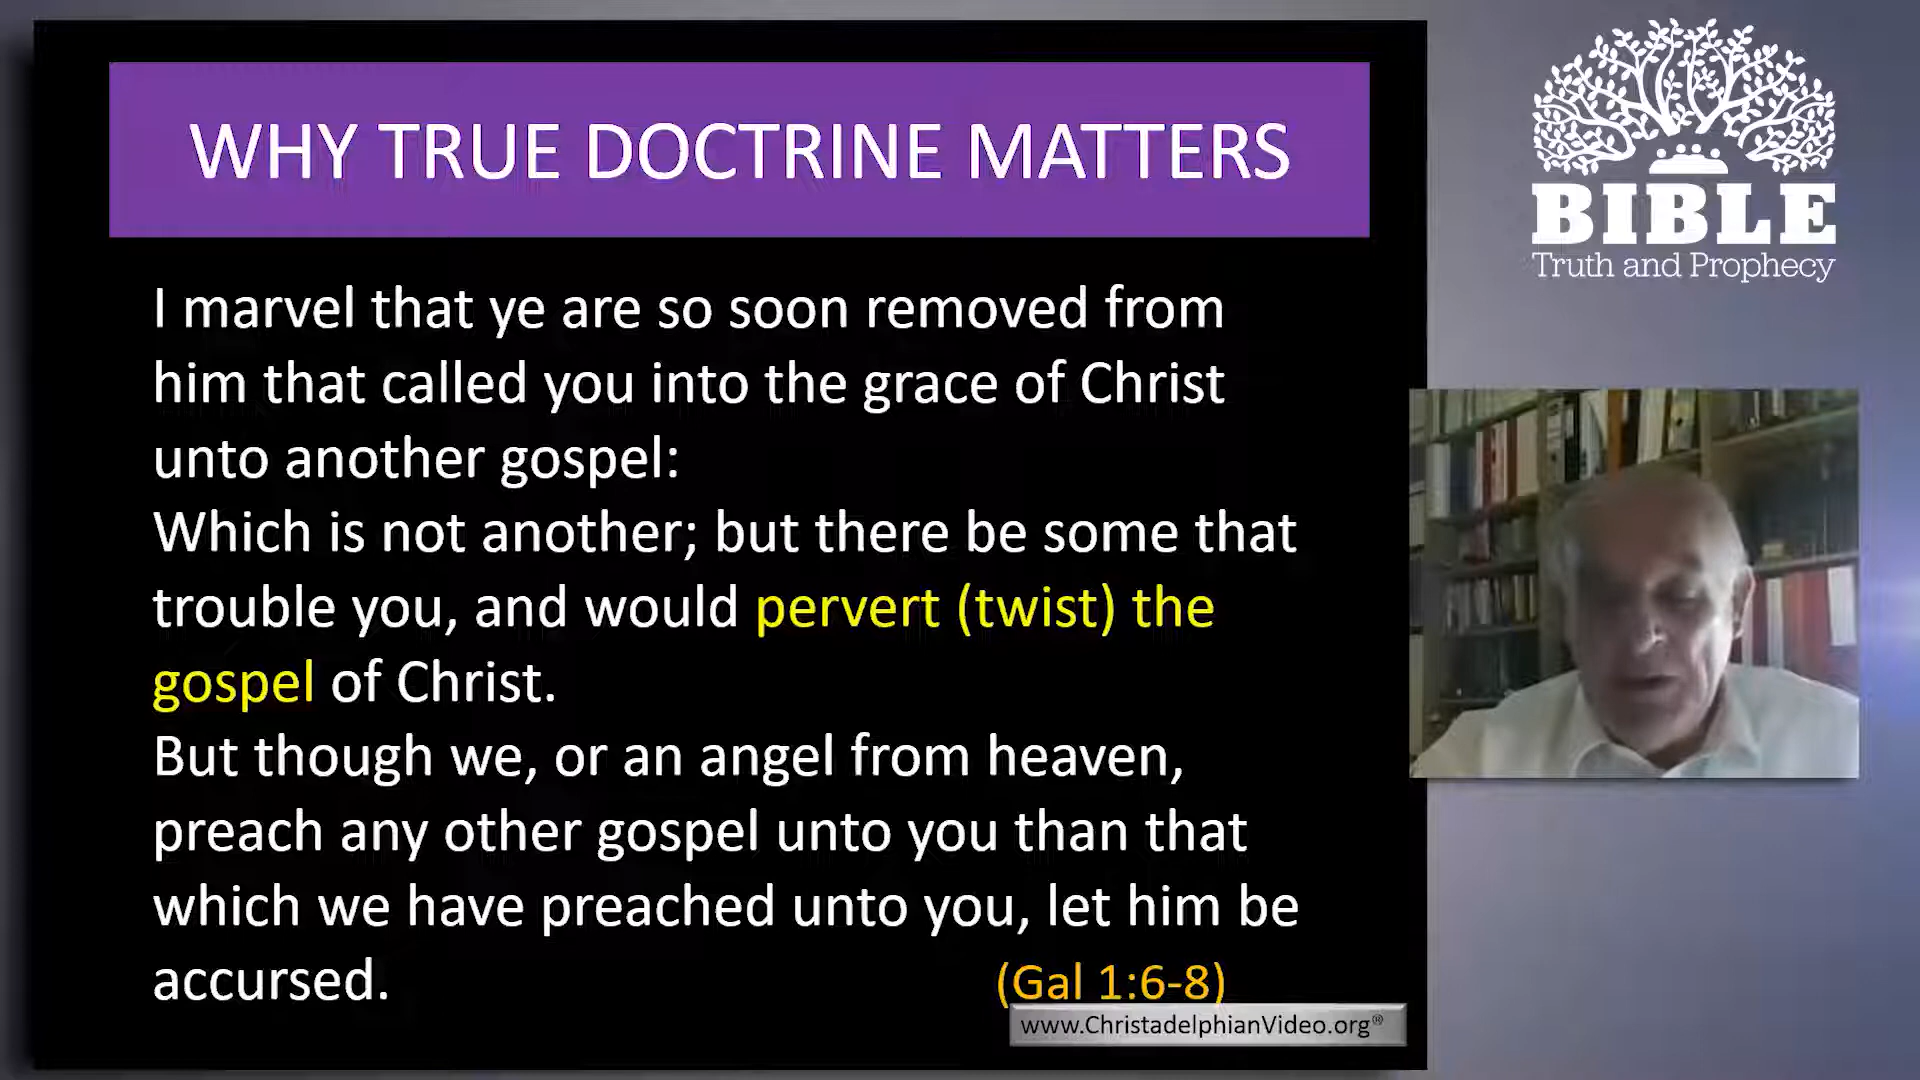 WHY TRUE DOCTRINE MATTERS
I marvel that ye are so soon removed from
him that called you into the grace of Christ
unto another gospel:
Which is not another; but there be some that
trouble you, and would pervert (twist) the
gospel of Christ.
But though we, or an angel from heaven,
preach any other gospel unto you than that
which we have preached unto you, let him be
accursed. (Gal 1:6-8)
www.ChristadelphianVideo.org®
BIBLE
Truth and Prophecy